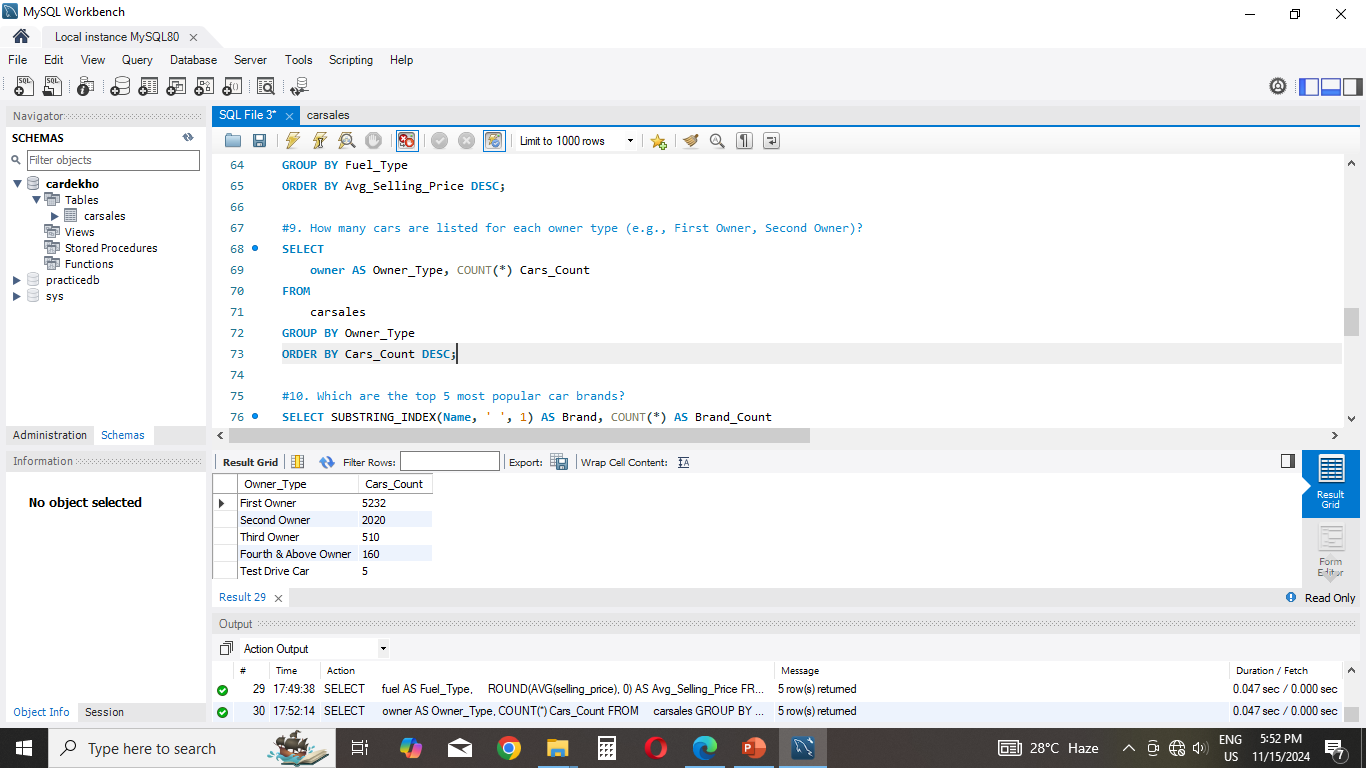 MySQL Workbench
Local instance MySQL80
File Edit View Query Database Server Tools Scripting Help
Navigator
SCHEMAS
Filter objects
cardekho
Tables
carsales
Views
Stored Procedures
Functions
practicedb
sys
Administration Schemas
Information
No object selected
Object Info Session
SQL File 3* carsales
Limit to 1000 rows
64 GROUP BY Fuel_Type
65 ORDER BY Avg_Selling_Price DESC;
66
67 #9. How many cars are listed for each owner type (e.g., First Owner, Second Owner)?
68 SELECT
69 owner AS Owner_Type, COUNT(*) Cars_Count
70 FROM
71 carsales
72 GROUP BY Owner_Type
73 ORDER BY Cars_Count DESC;
74
75 #10. Which are the top 5 most popular car brands?
76 SELECT SUBSTRING_INDEX(Name, ' ', 1) AS Brand, COUNT(*) AS Brand_Count
Result Grid Filter Rows: Export: Wrap Cell Content:
Owner_Type Cars_Count
First Owner 5232
Second Owner 2020
Third Owner 510
Fourth & Above Owner 160
Test Drive Car 5
Result Grid
Form Editor
Result 29
Read Only
Output
Action Output
# Time Action Message Duration / Fetch
29 17:49:38 SELECT fuel AS Fuel_Type, ROUND(AVG(selling_price), 0) AS Avg_Selling_Price FR... 5 row(s) returned 0.047 sec / 0.000 sec
30 17:52:14 SELECT owner AS Owner_Type, COUNT(*) Cars_Count FROM carsales GROUP BY ... 5 row(s) returned 0.047 sec / 0.000 sec
Type here to search
28°C Haze
ENG
US
5:52 PM
11/15/2024
7